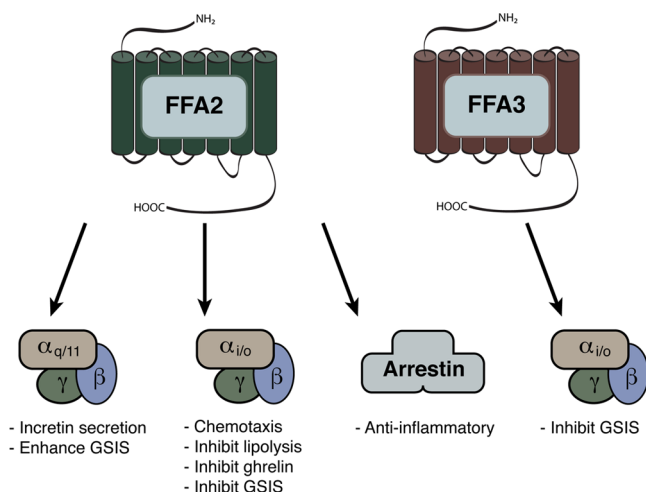 NH₂
NH₂
FFA2
FFA3
HOOC
HOOC
αq/11
γ
β
αi/o
γ
β
Arrestin
αi/o
γ
β
- Incretin secretion
- Enhance GSIS
- Chemotaxis
- Inhibit lipolysis
- Inhibit ghrelin
- Inhibit GSIS
- Anti-inflammatory
- Inhibit GSIS